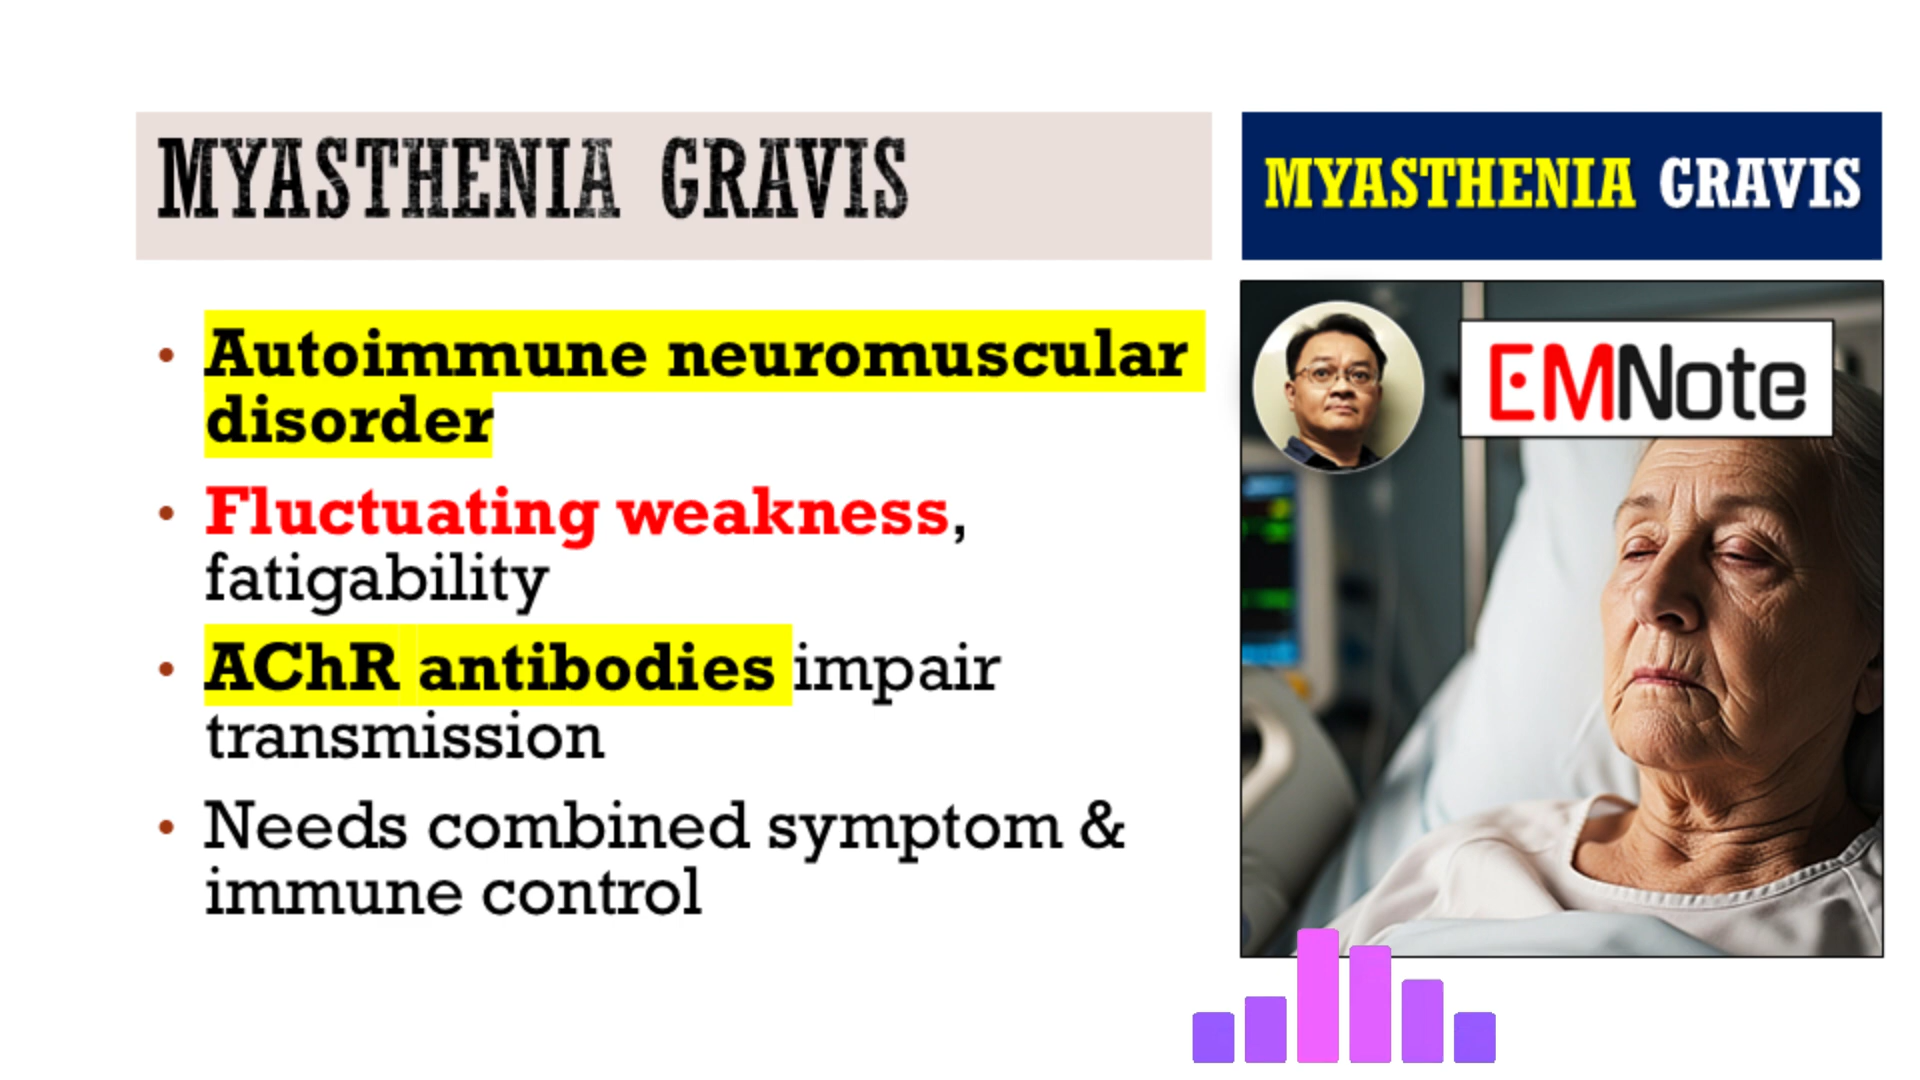 MYASTHENIA GRAVIS
Autoimmune neuromuscular
disorder
Fluctuating weakness,
fatigability
AChR antibodies impair
transmission
Needs combined symptom &
immune control
MYASTHENIA GRAVIS
EMNote